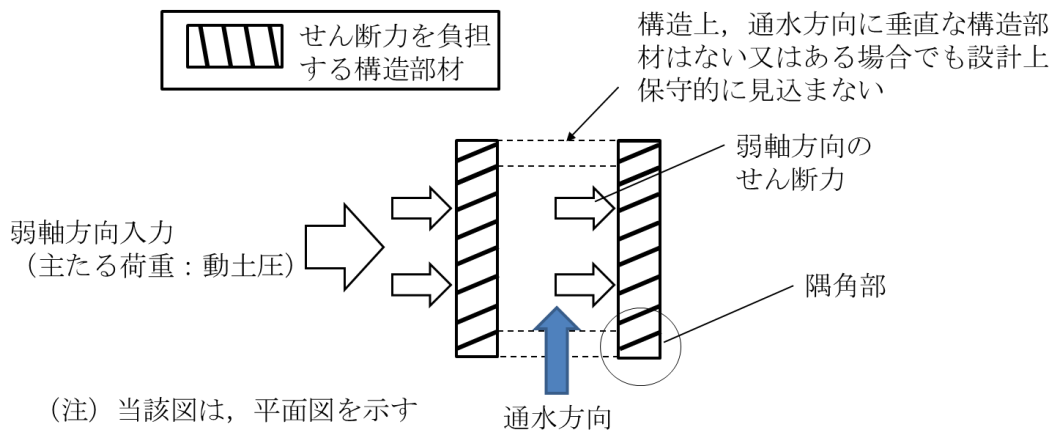 せん断力を負担
する構造部材
構造上，通水方向に垂直な構造部
材はない又はある場合でも設計上
保守的に見込まない
弱軸方向の
せん断力
弱軸方向入力
（主たる荷重：動土圧）
隅角部
（注）当該図は，平面図を示す
通水方向